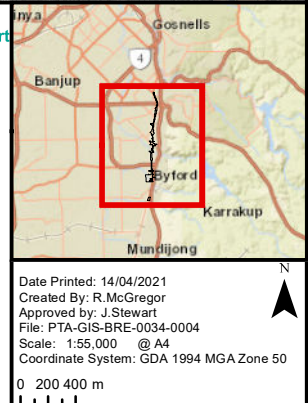 inya
Gosnells
rt
4
Banjup
Byford
Karrakup
Mundijong
N
Date Printed: 14/04/2021
Created By: R.McGregor
Approved by: J.Stewart
File: PTA-GIS-BRE-0034-0004
Scale: 1:55,000 @ A4
Coordinate System: GDA 1994 MGA Zone 50
0 200 400 m